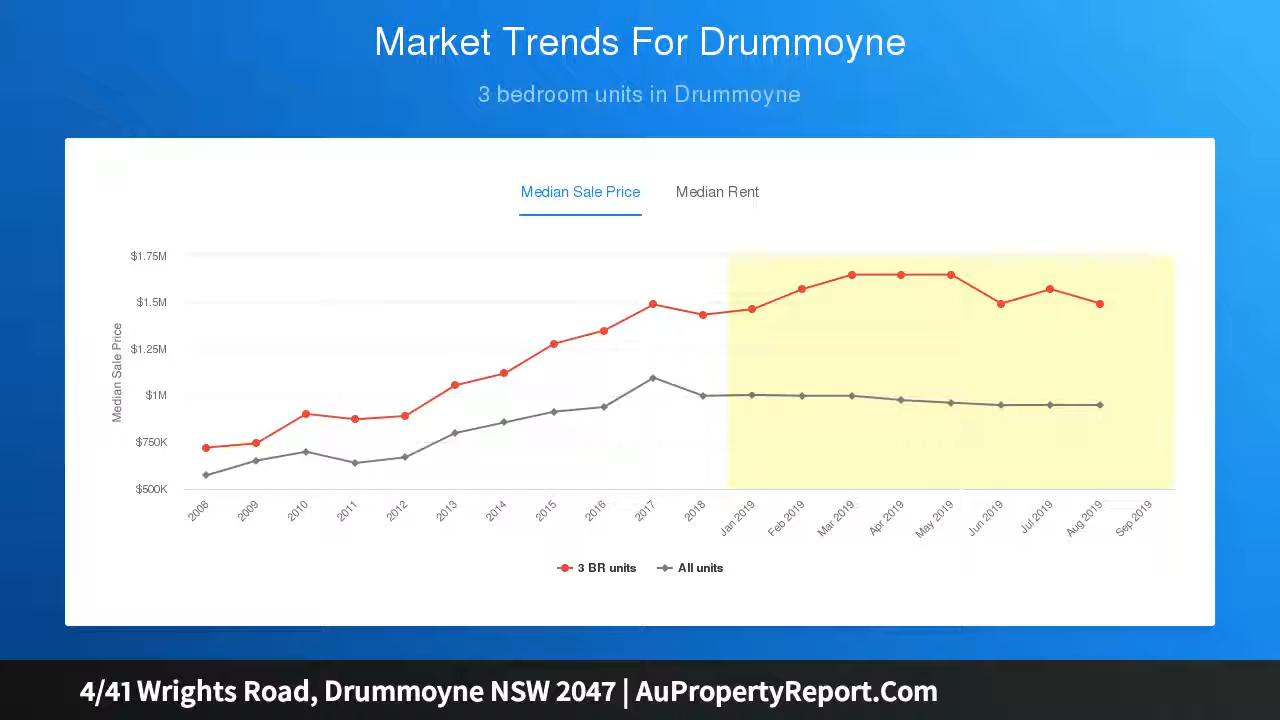 Market Trends For Drummoyne
3 bedroom units in Drummoyne
Median Sale Price
Median Rent
Median Sale Price
$1.75M
$1.5M
$1.25M
$1M
$750K
$500K
2008
2009
2010
2011
2012
2013
2014
2015
2016
2017
2018
Jan 2019
Feb 2019
Mar 2019
Apr 2019
May 2019
Jun 2019
Jul 2019
Aug 2019
Sep 2019
3 BR units
All units
4/41 Wrights Road, Drummoyne NSW 2047 | AuPropertyReport.Com